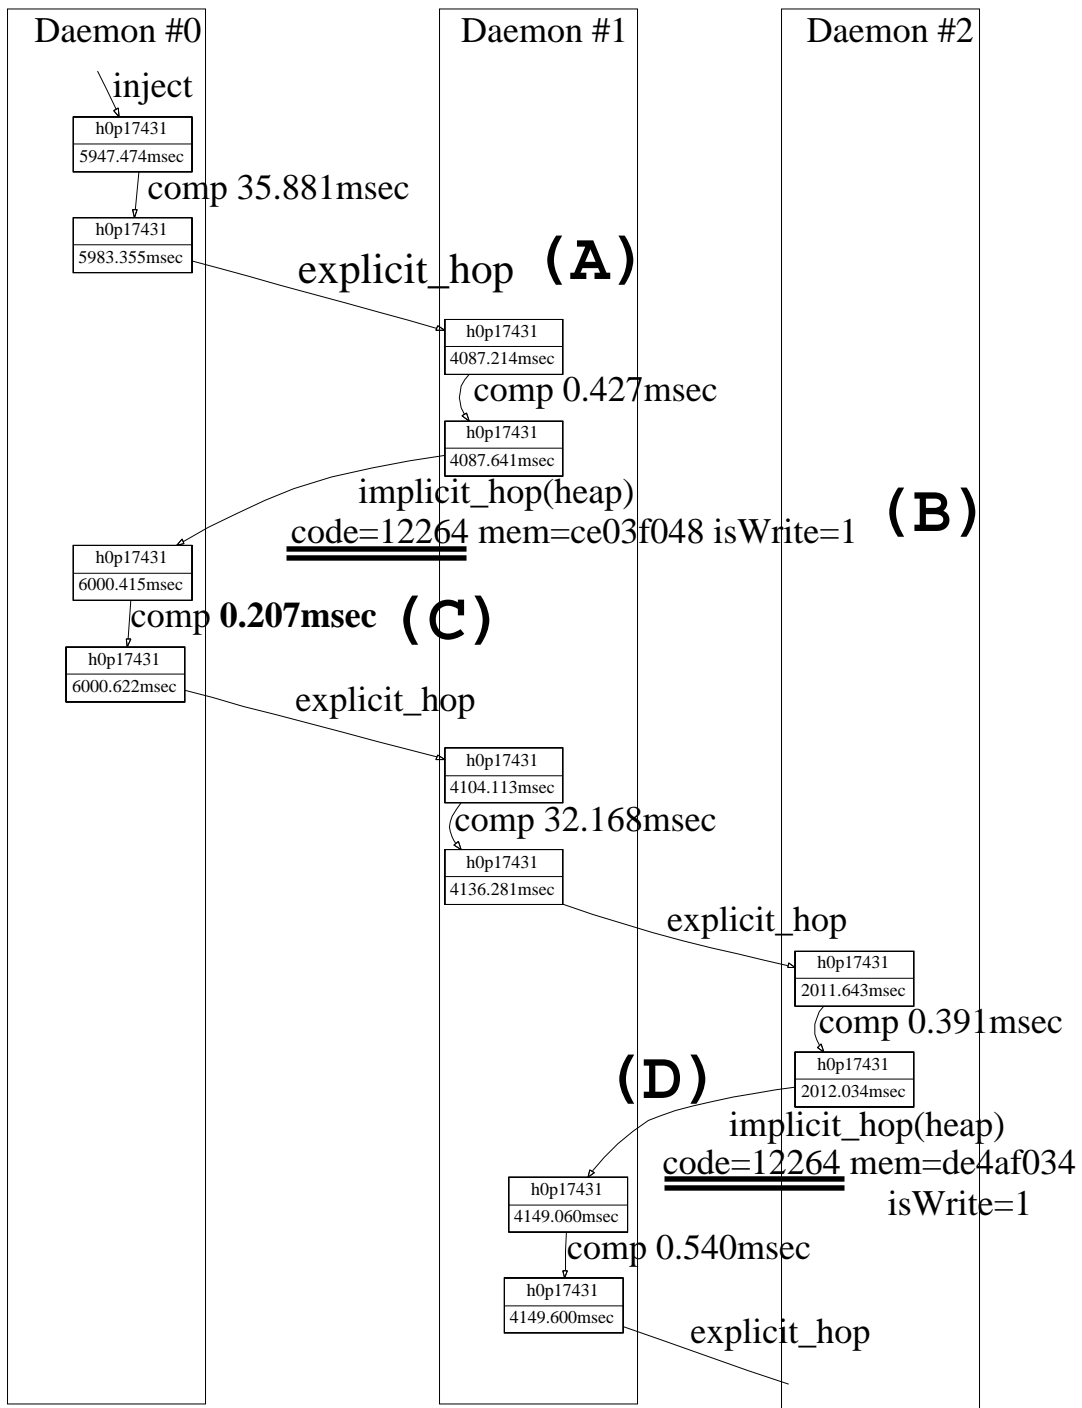 Daemon #0
Daemon #1
Daemon #2
inject
h0p17431
5947.474msec
comp 35.881msec
h0p17431
5983.355msec
explicit_hop
(A)
h0p17431
4087.214msec
comp 0.427msec
h0p17431
4087.641msec
implicit_hop(heap)
code=12264 mem=ce03f048 isWrite=1
(B)
h0p17431
6000.415msec
comp 0.207msec
(C)
h0p17431
6000.622msec
explicit_hop
h0p17431
4104.113msec
comp 32.168msec
h0p17431
4136.281msec
explicit_hop
h0p17431
2011.643msec
comp 0.391msec
h0p17431
2012.034msec
(D)
implicit_hop(heap)
code=12264 mem=de4af034
isWrite=1
h0p17431
4149.060msec
comp 0.540msec
h0p17431
4149.600msec
explicit_hop